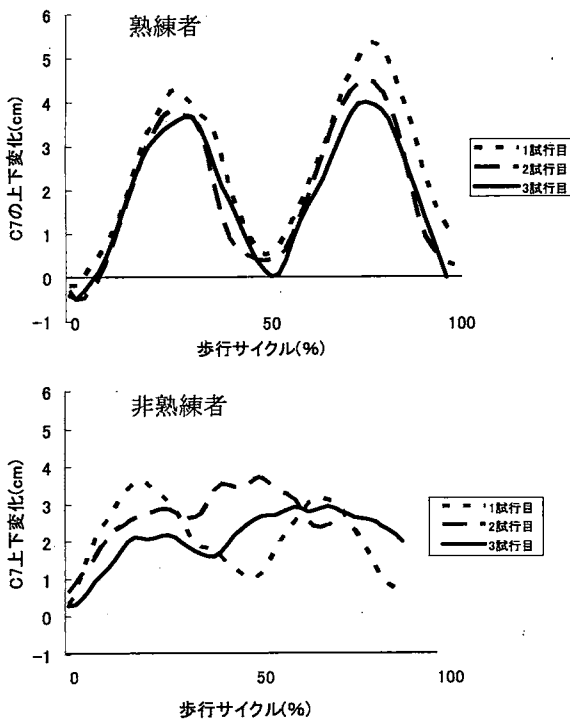 熟練者
6
5
4
3
2
1
0
-1
C7の上下変化(cm)
0 50 100
歩行サイクル(%)
1試行目
2試行目
3試行目
非熟練者
6
5
4
3
2
1
0
-1
C7上下変化(cm)
0 50 100
歩行サイクル(%)
1試行目
2試行目
3試行目